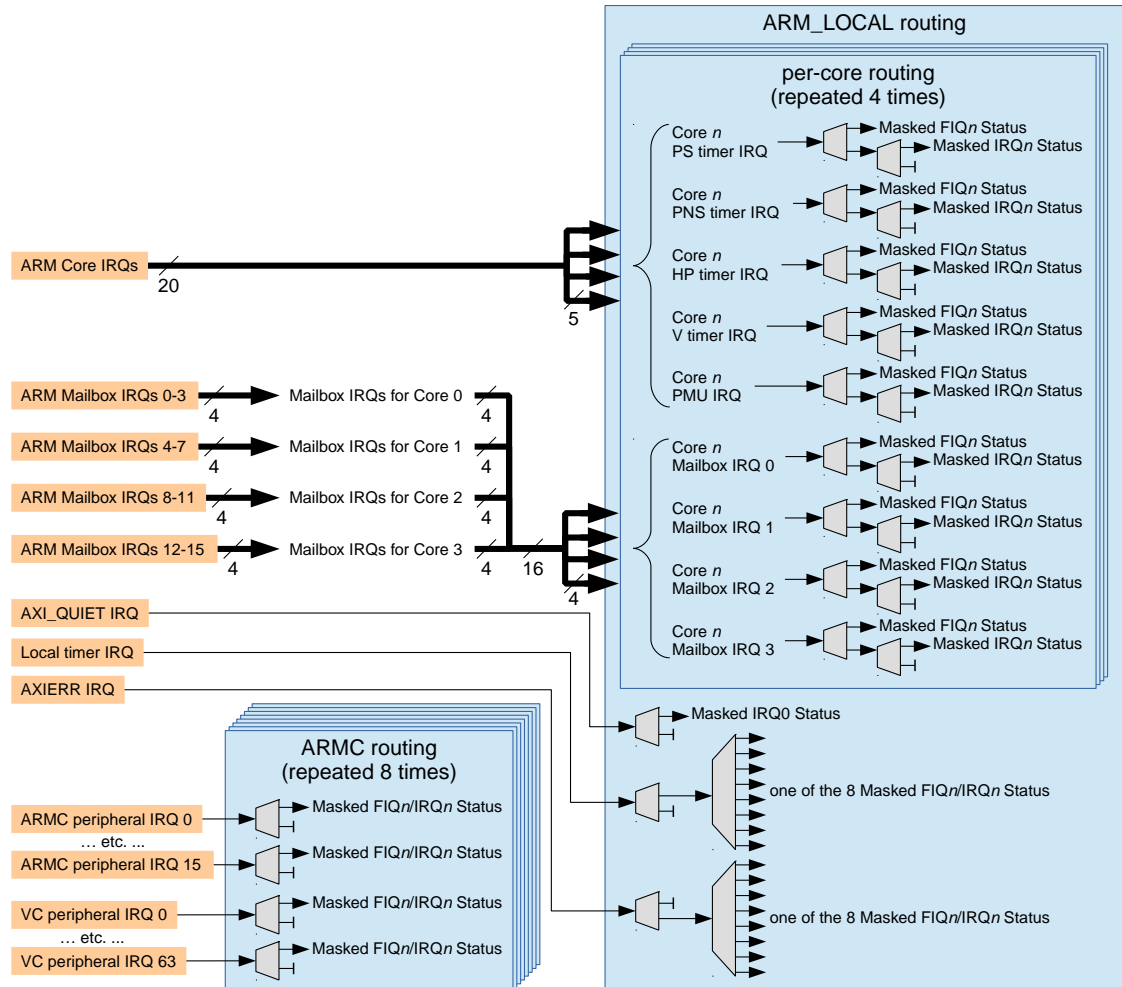 ARM_LOCAL routing
per-core routing
(repeated 4 times)
Core n
PS timer IRQ
Masked FIQn Status
Masked IRQn Status
Core n
PNS timer IRQ
Masked FIQn Status
Masked IRQn Status
Core n
HP timer IRQ
Masked FIQn Status
Masked IRQn Status
Core n
V timer IRQ
Masked FIQn Status
Masked IRQn Status
Core n
PMU IRQ
Masked FIQn Status
Masked IRQn Status
ARM Core IRQs
20
5
ARM Mailbox IRQs 0-3
4
Mailbox IRQs for Core 0
4
ARM Mailbox IRQs 4-7
4
Mailbox IRQs for Core 1
4
ARM Mailbox IRQs 8-11
4
Mailbox IRQs for Core 2
4
ARM Mailbox IRQs 12-15
4
Mailbox IRQs for Core 3
4
16
4
Core n
Mailbox IRQ 0
Masked FIQn Status
Masked IRQn Status
Core n
Mailbox IRQ 1
Masked FIQn Status
Masked IRQn Status
Core n
Mailbox IRQ 2
Masked FIQn Status
Masked IRQn Status
Core n
Mailbox IRQ 3
Masked FIQn Status
Masked IRQn Status
AXI_QUIET IRQ
Local timer IRQ
AXIERR IRQ
Masked IRQ0 Status
one of the 8 Masked FIQn/IRQn Status
one of the 8 Masked FIQn/IRQn Status
ARMC routing
(repeated 8 times)
ARMC peripheral IRQ 0
Masked FIQn/IRQn Status
... etc. ...
ARMC peripheral IRQ 15
Masked FIQn/IRQn Status
VC peripheral IRQ 0
Masked FIQn/IRQn Status
... etc. ...
VC peripheral IRQ 63
Masked FIQn/IRQn Status